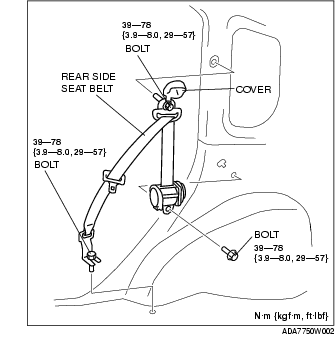 39—78
{3.9—8.0, 29—57}
BOLT
REAR SIDE
SEAT BELT
COVER
39—78
{3.9—8.0, 29—57}
BOLT
BOLT
39—78
{3.9—8.0, 29—57}
N·m {kgf·m, ft·lbf}
ADA7750W002